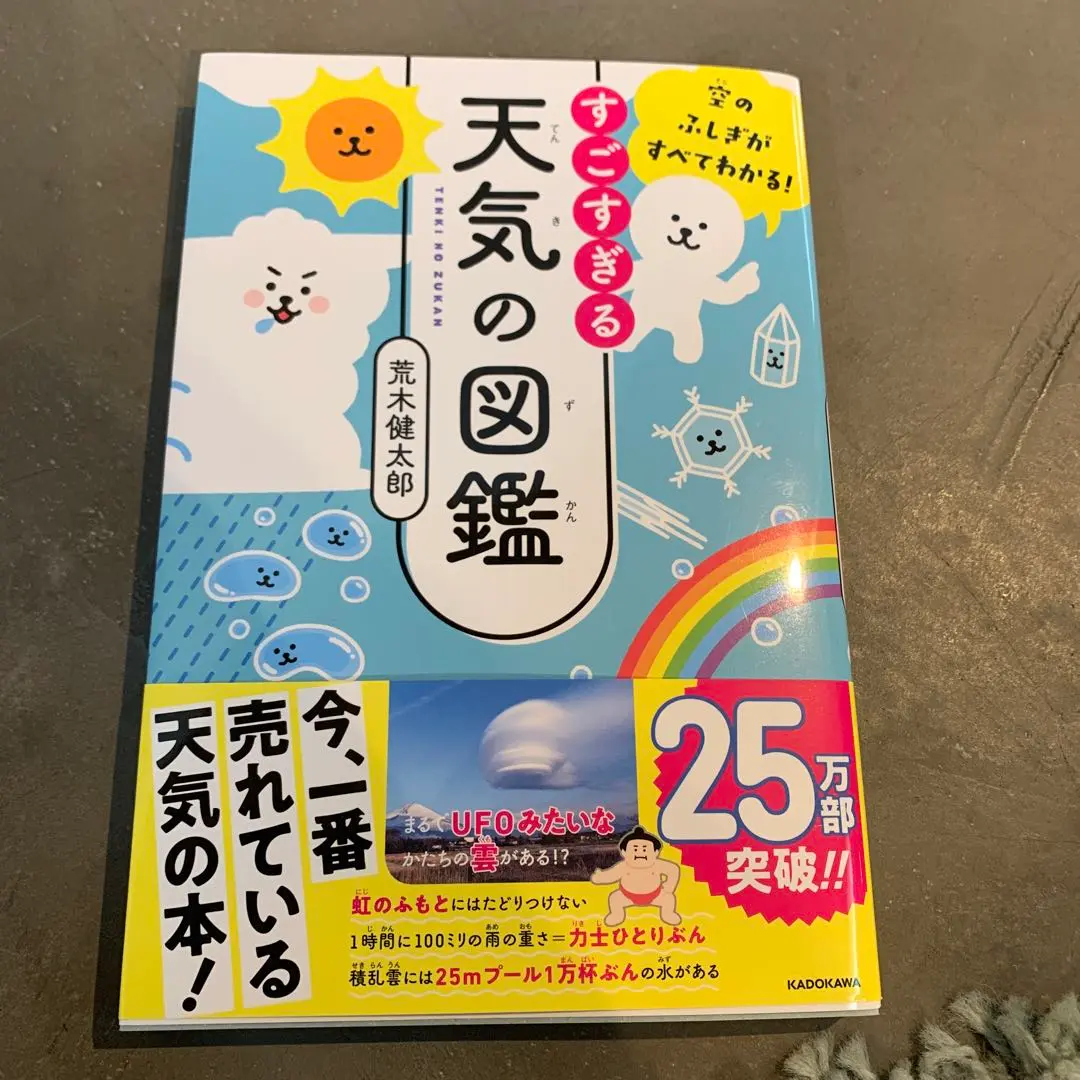 空のふしぎがすべてわかる!
すごすぎる
天気の図鑑
TENKI NO ZUKAN
荒木健太郎
今、一番
売れている
天気の本!
まるでUFOみたいな
かたちの雲がある!?
25万部
突破!!
虹のふもとにはたどりつけない
1時間に100ミリの雨の重さ=力士ひとりぶん
積乱雲には25mプール1万杯ぶんの水がある
KADOKAWA